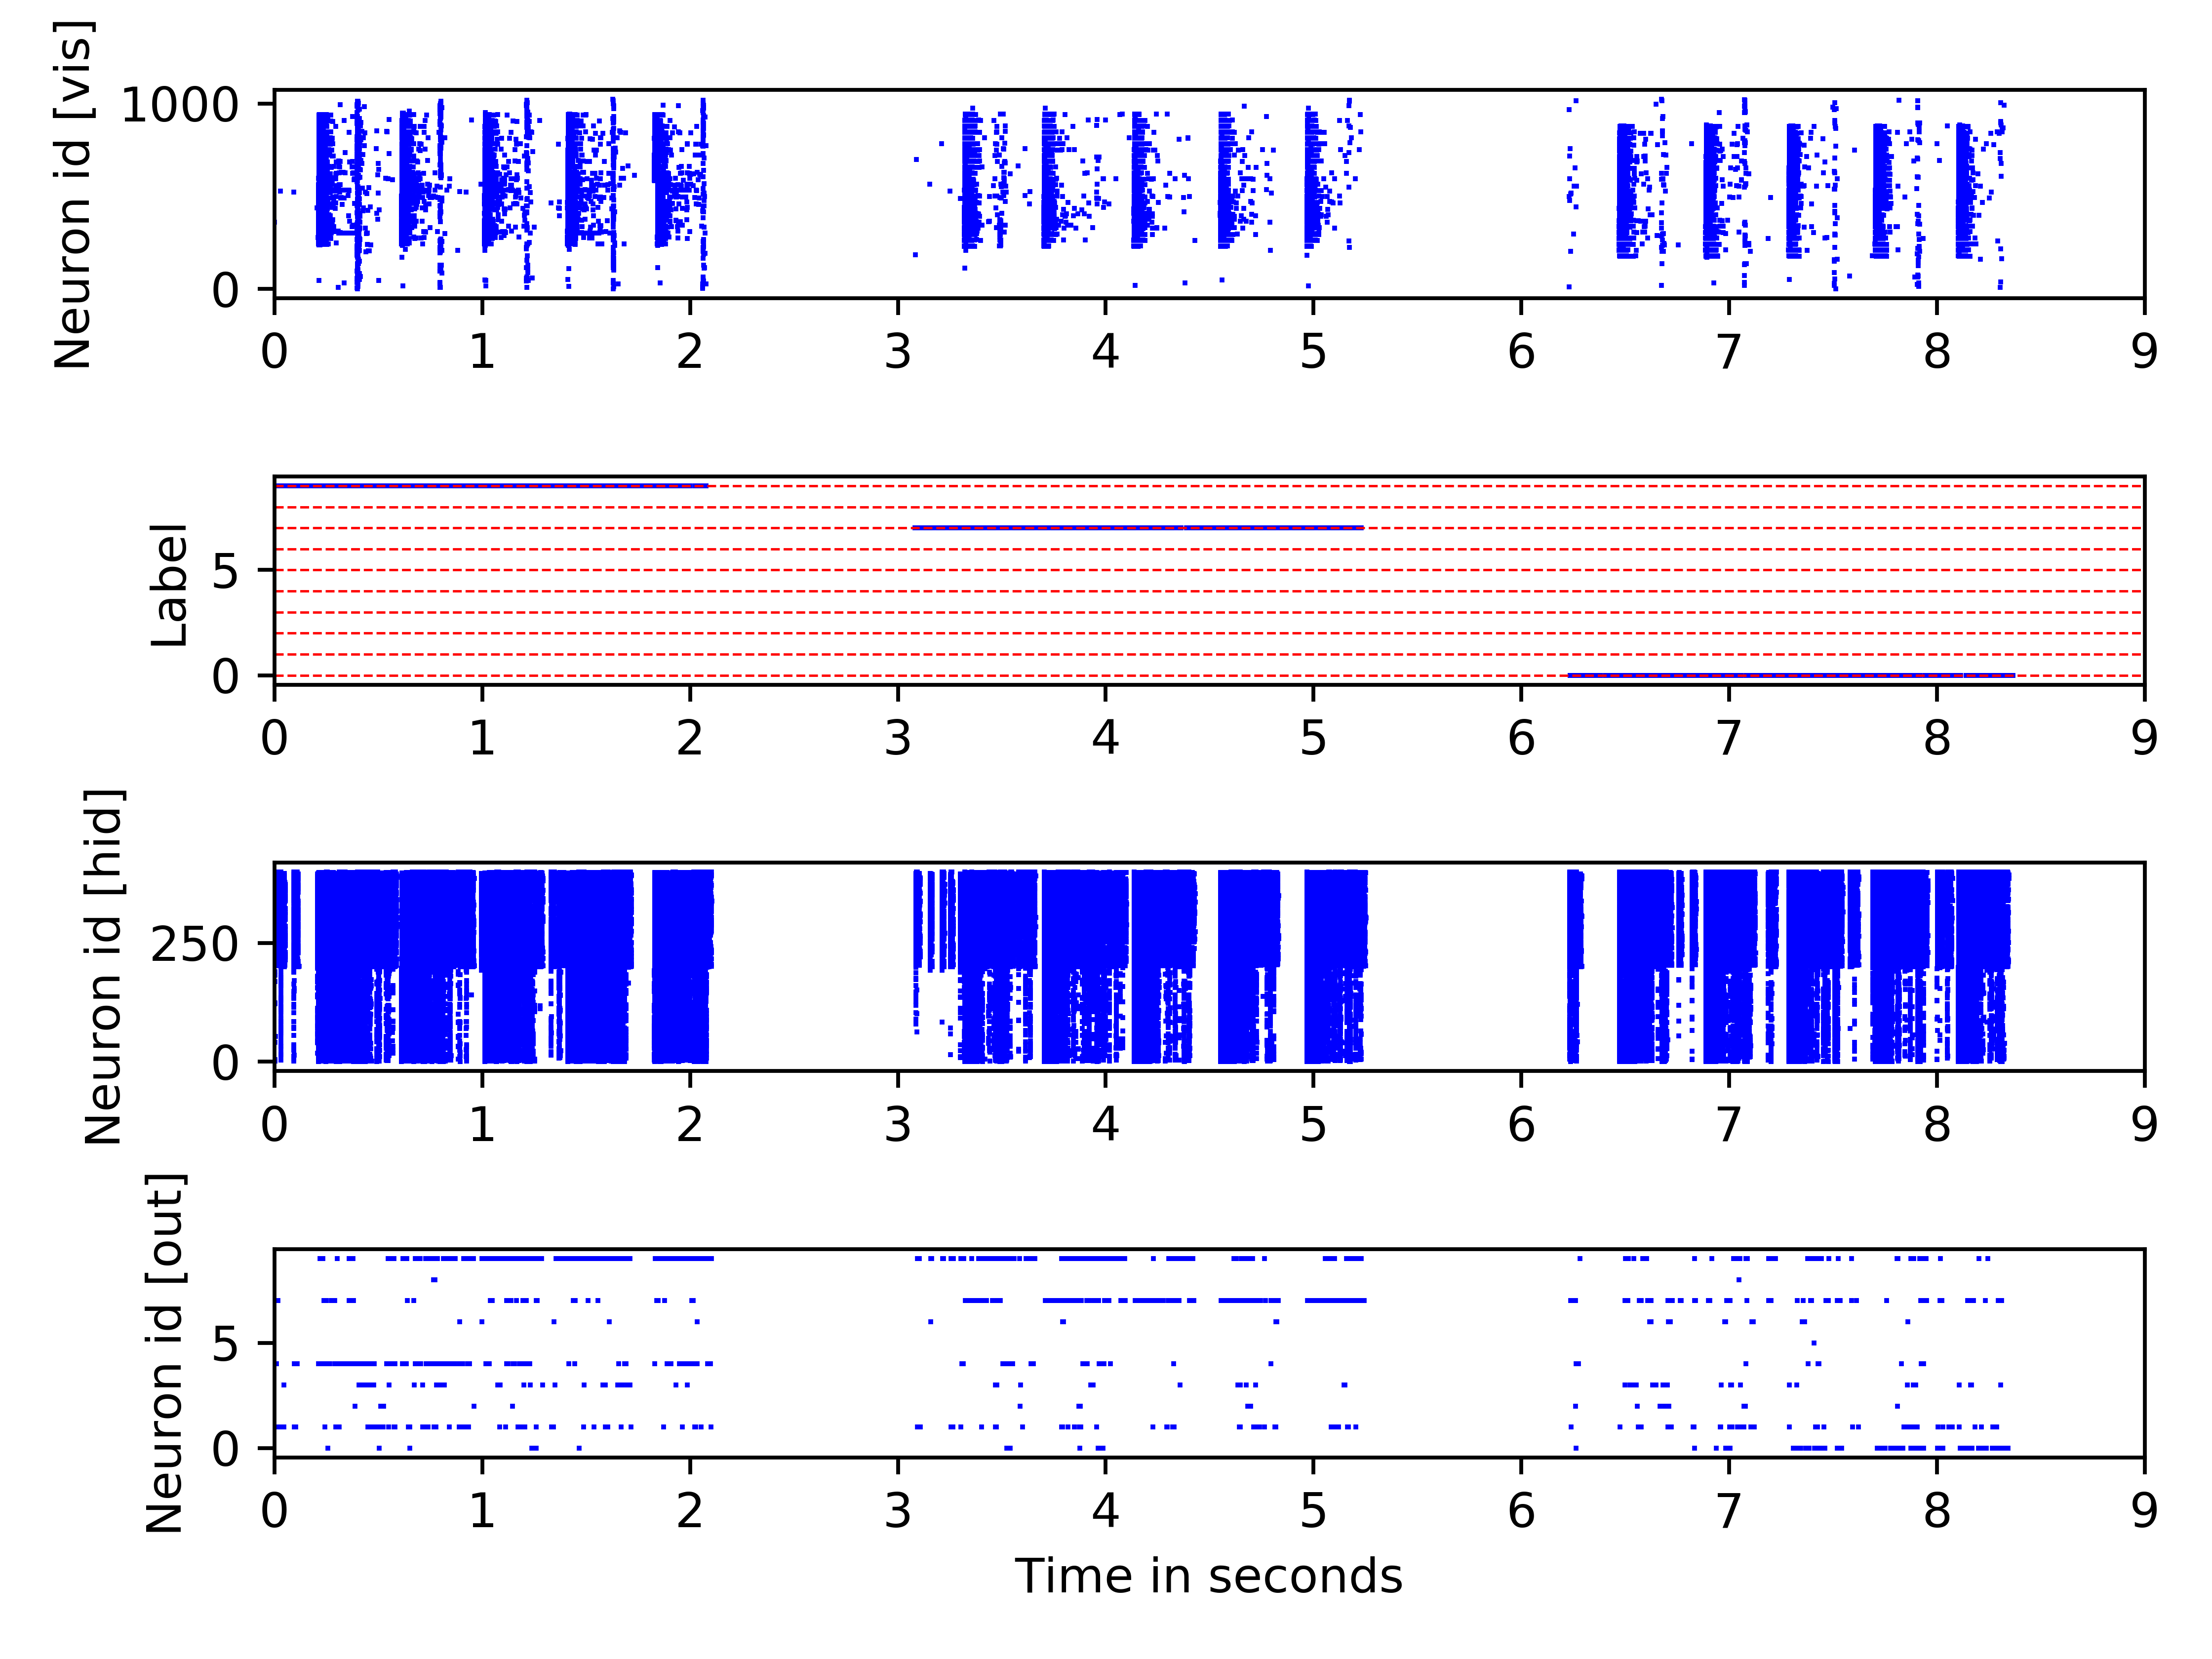 Neuron id [vis]
1000
0
0 1 2 3 4 5 6 7 8 9
Label
5
0
0 1 2 3 4 5 6 7 8 9
Neuron id [hid]
250
0
0 1 2 3 4 5 6 7 8 9
Neuron id [out]
5
0
0 1 2 3 4 5 6 7 8 9
Time in seconds